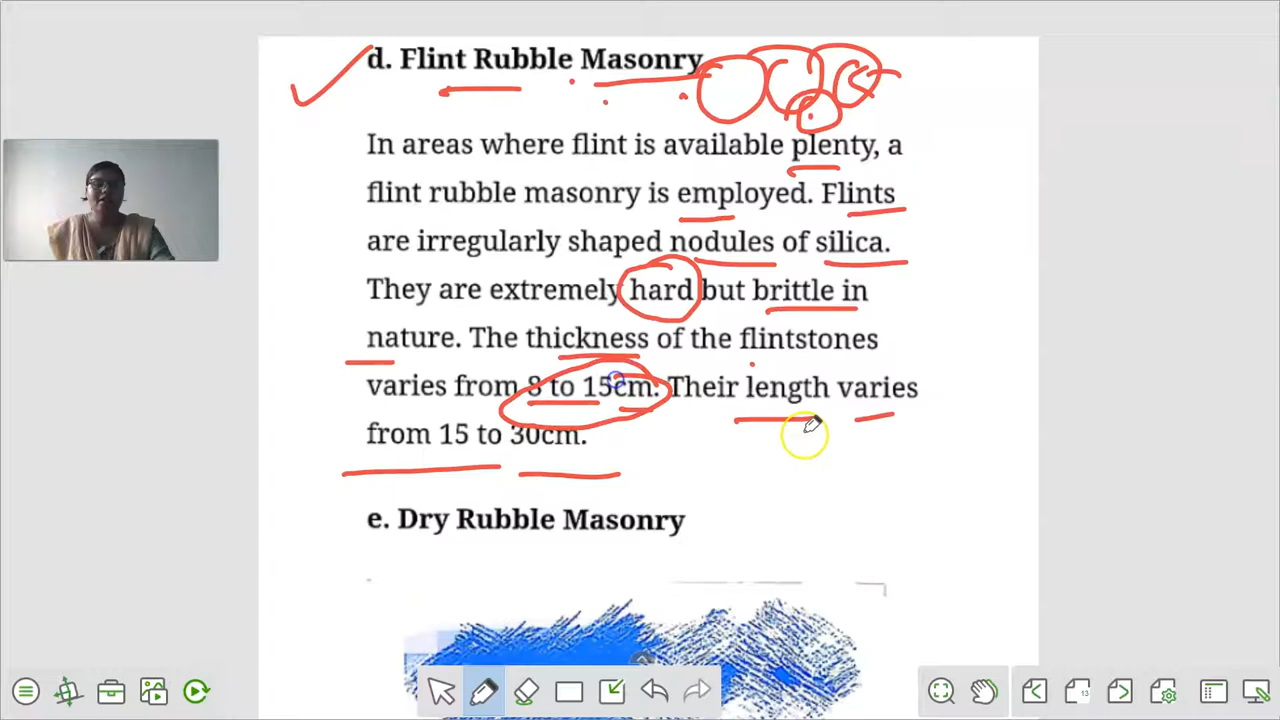 d. Flint Rubble Masonry
In areas where flint is available plenty, a
flint rubble masonry is employed. Flints
are irregularly shaped nodules of silica.
They are extremely hard but brittle in
nature. The thickness of the flintstones
varies from 8 to 15cm. Their length varies
from 15 to 30cm.
e. Dry Rubble Masonry
13